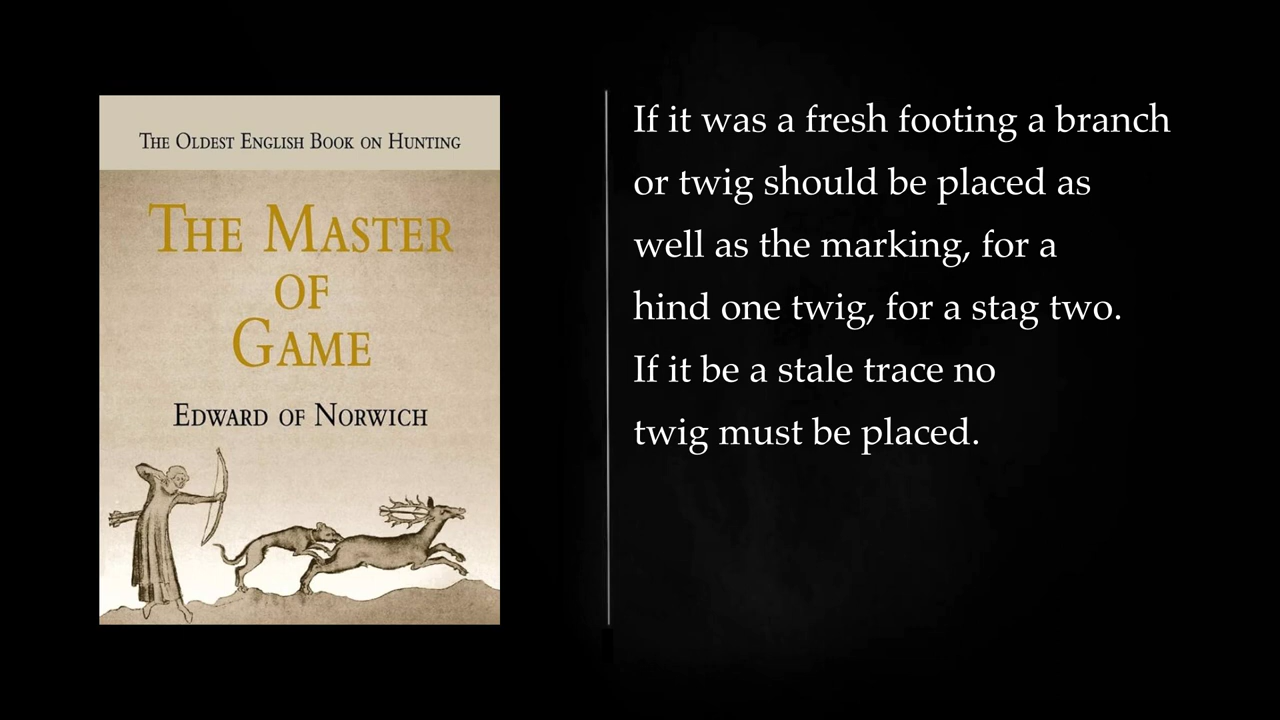 The Oldest English Book on Hunting
The Master
of
Game
Edward of Norwich
If it was a fresh footing a branch
or twig should be placed as
well as the marking, for a
hind one twig, for a stag two.
If it be a stale trace no
twig must be placed.